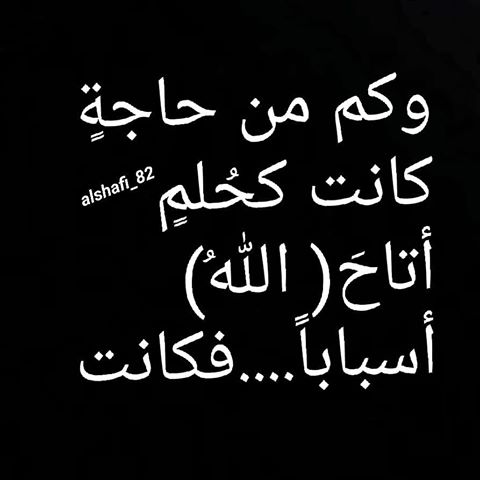 وكم من حاجةٍ
كانت كحُلمٍ
alshafi_82
أتاحَ ( اللهُ )
أسباباً....فكانت